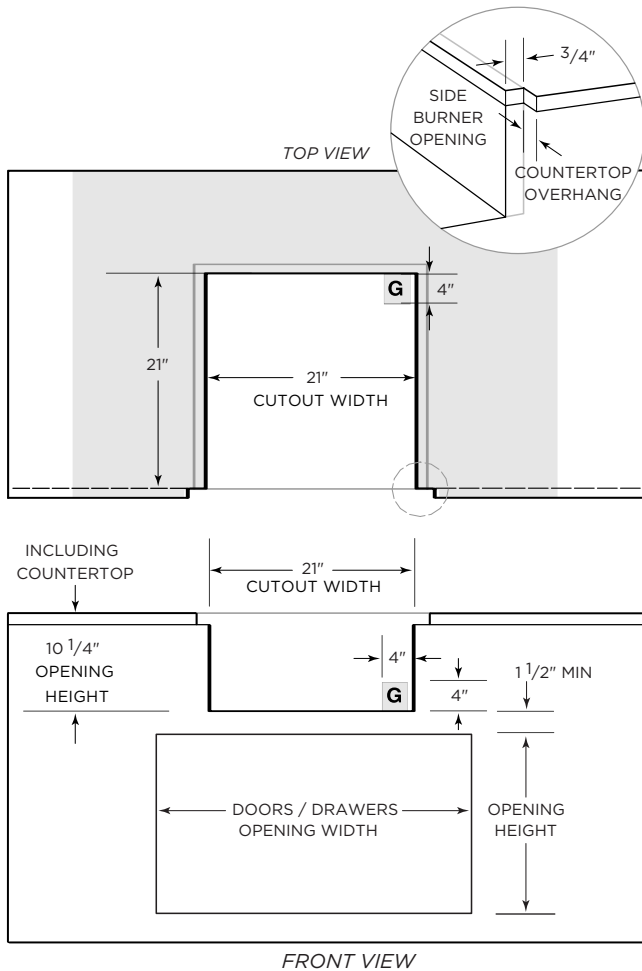 3/4"
SIDE
BURNER
OPENING
COUNTERTOP
OVERHANG
TOP VIEW
G
4"
21"
21"
CUTOUT WIDTH
INCLUDING
COUNTERTOP
21"
CUTOUT WIDTH
10 1/4"
OPENING
HEIGHT
4"
G
4"
1 1/2" MIN
DOORS / DRAWERS
OPENING WIDTH
OPENING
HEIGHT
FRONT VIEW